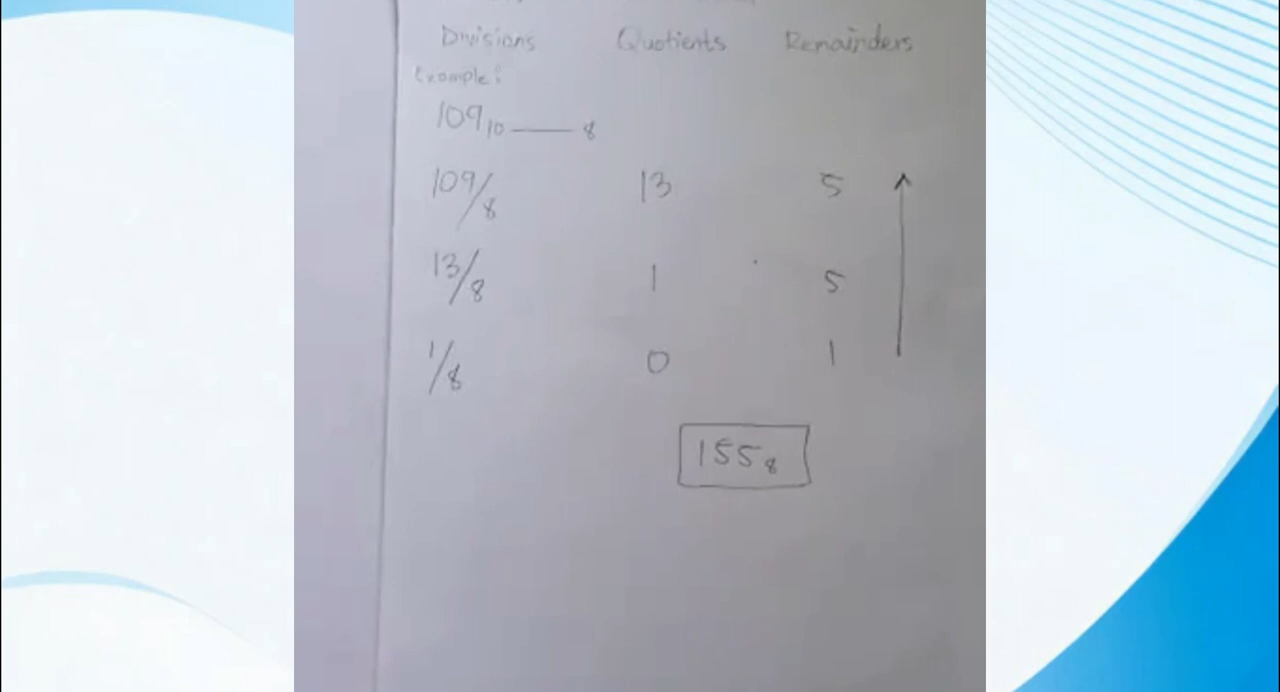 Divisions Quotients Remainders
Example:
109₁₀ —— 8
109/8 13 5
13/8 1 5
1/8 0 1
155₈